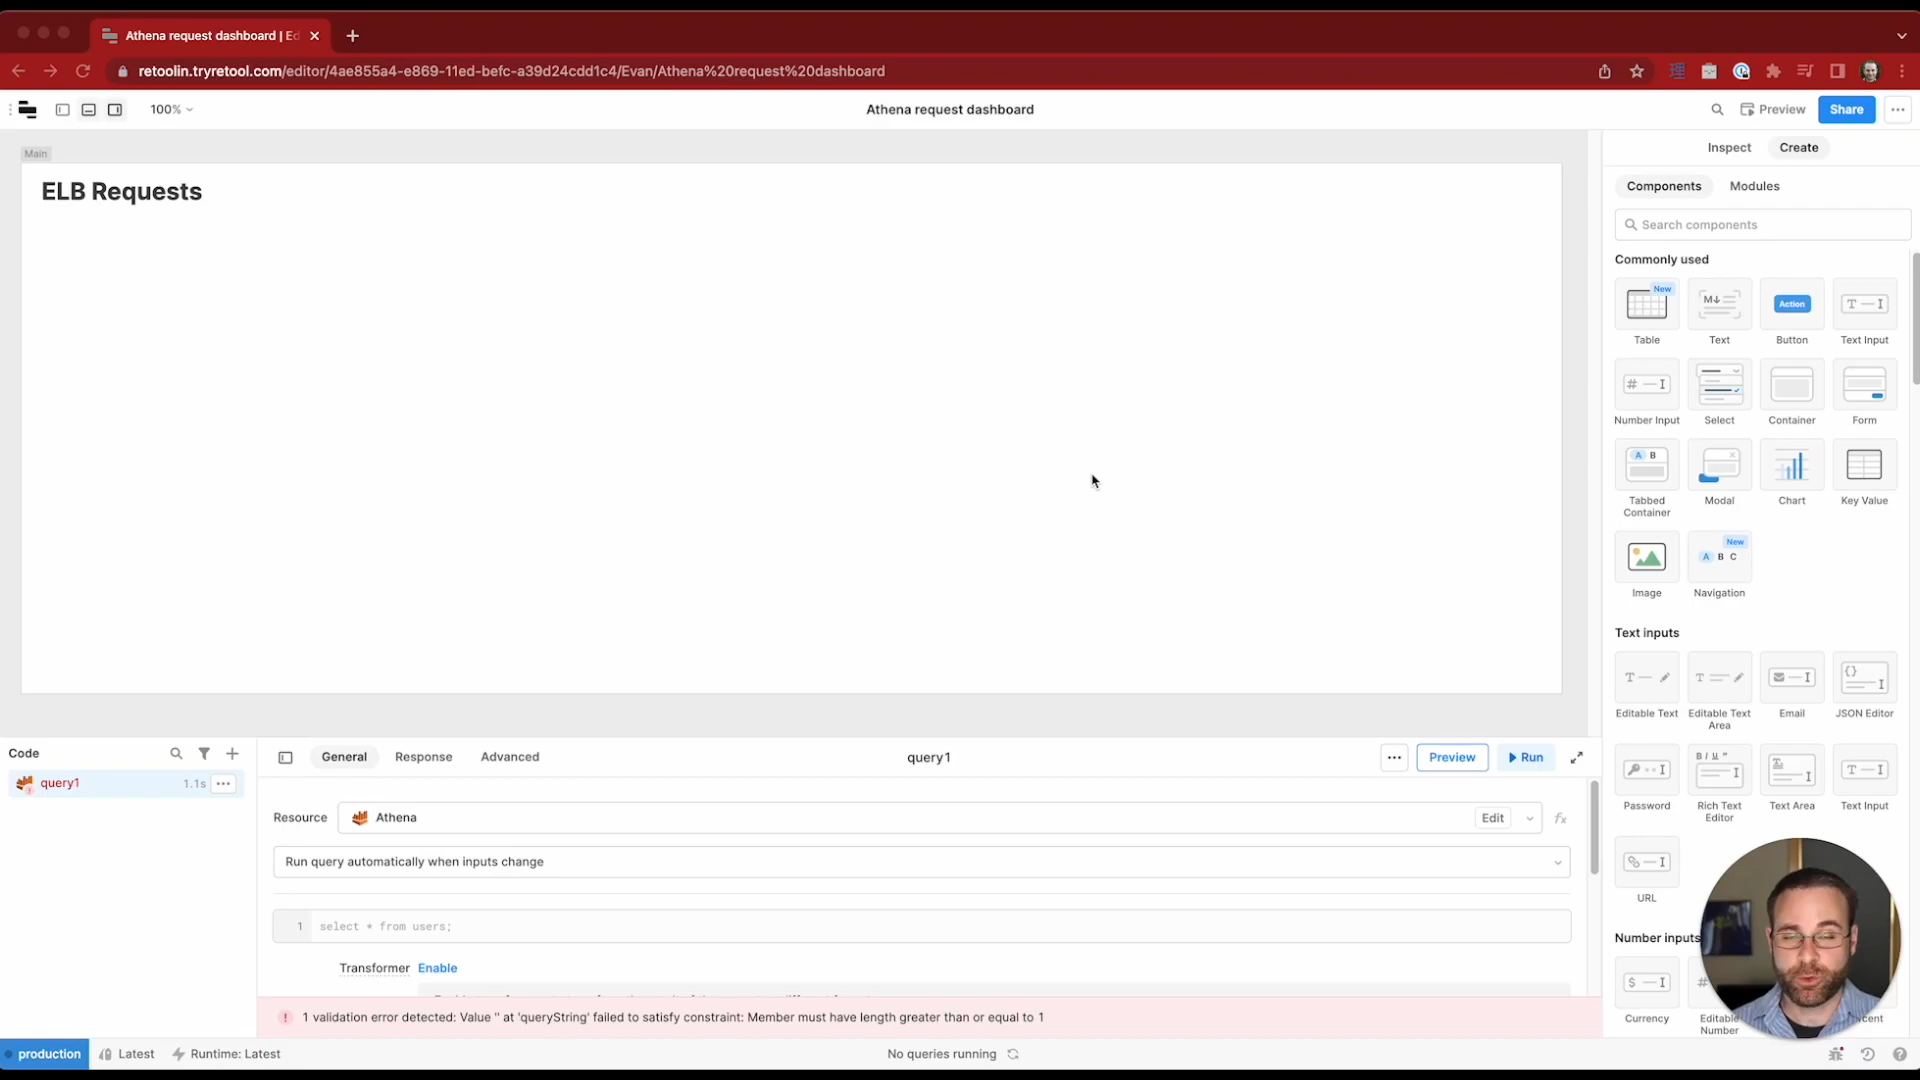 Athena request dashboard | Ed
retoolin.tryretool.com/editor/4ae855a4-e869-11ed-befc-a39d24cdd1c4/Evan/Athena%20request%20dashboard
100%
Athena request dashboard
Preview
Share
Main
ELB Requests
Inspect
Create
Components
Modules
Search components
Commonly used
New
Action
Table
Text
Button
Text Input
Number Input
Select
Container
Form
A B
Tabbed
Container
Modal
Chart
Key Value
New
A B C
Image
Navigation
Text inputs
Editable Text
Editable Text
Area
Email
JSON Editor
Password
Rich Text
Editor
Text Area
Text Input
URL
Number inputs
Currency
Editable
Number
Code
query1
1.1s
General
Response
Advanced
query1
Preview
Run
Resource
Athena
Edit
fx
Run query automatically when inputs change
1
select * from users;
Transformer
Enable
1 validation error detected: Value '' at 'queryString' failed to satisfy constraint: Member must have length greater than or equal to 1
production
Latest
Runtime: Latest
No queries running